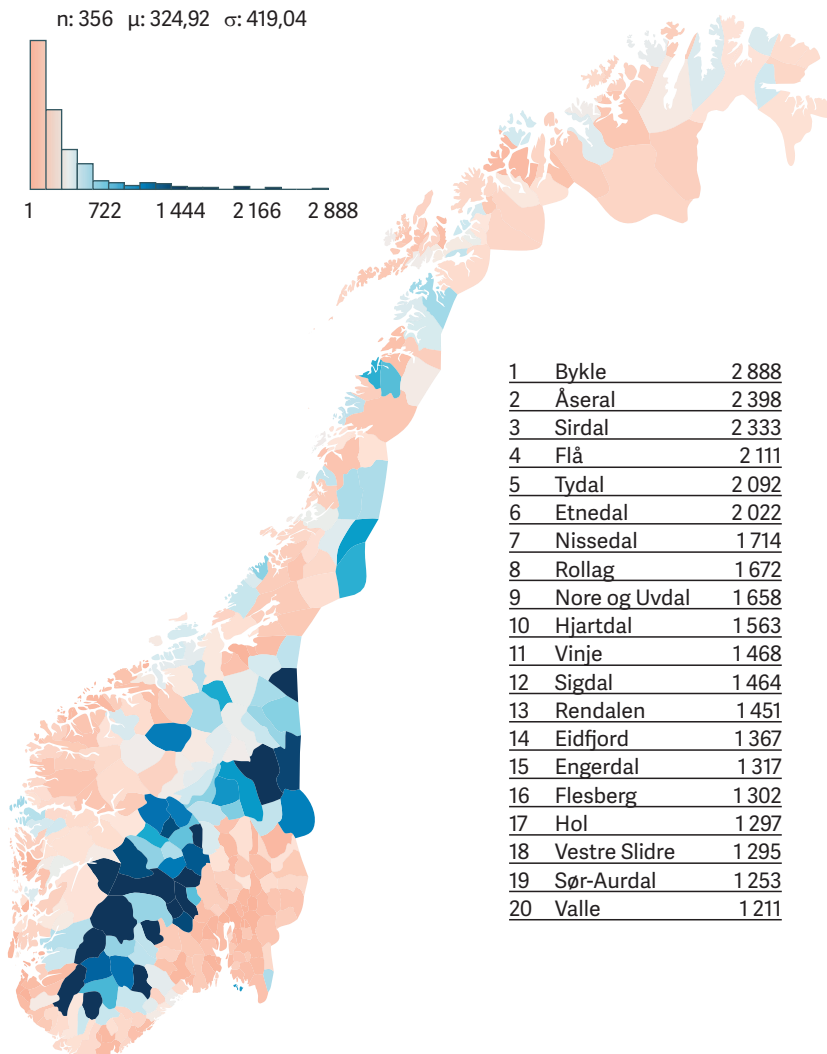 n: 356 μ: 324,92 σ: 419,04
1 722 1 444 2 166 2 888
1 Bykle 2 888
2 Åseral 2 398
3 Sirdal 2 333
4 Flå 2 111
5 Tydal 2 092
6 Etnedal 2 022
7 Nissedal 1 714
8 Rollag 1 672
9 Nore og Uvdal 1 658
10 Hjartdal 1 563
11 Vinje 1 468
12 Sigdal 1 464
13 Rendalen 1 451
14 Eidfjord 1 367
15 Engerdal 1 317
16 Flesberg 1 302
17 Hol 1 297
18 Vestre Slidre 1 295
19 Sør-Aurdal 1 253
20 Valle 1 211